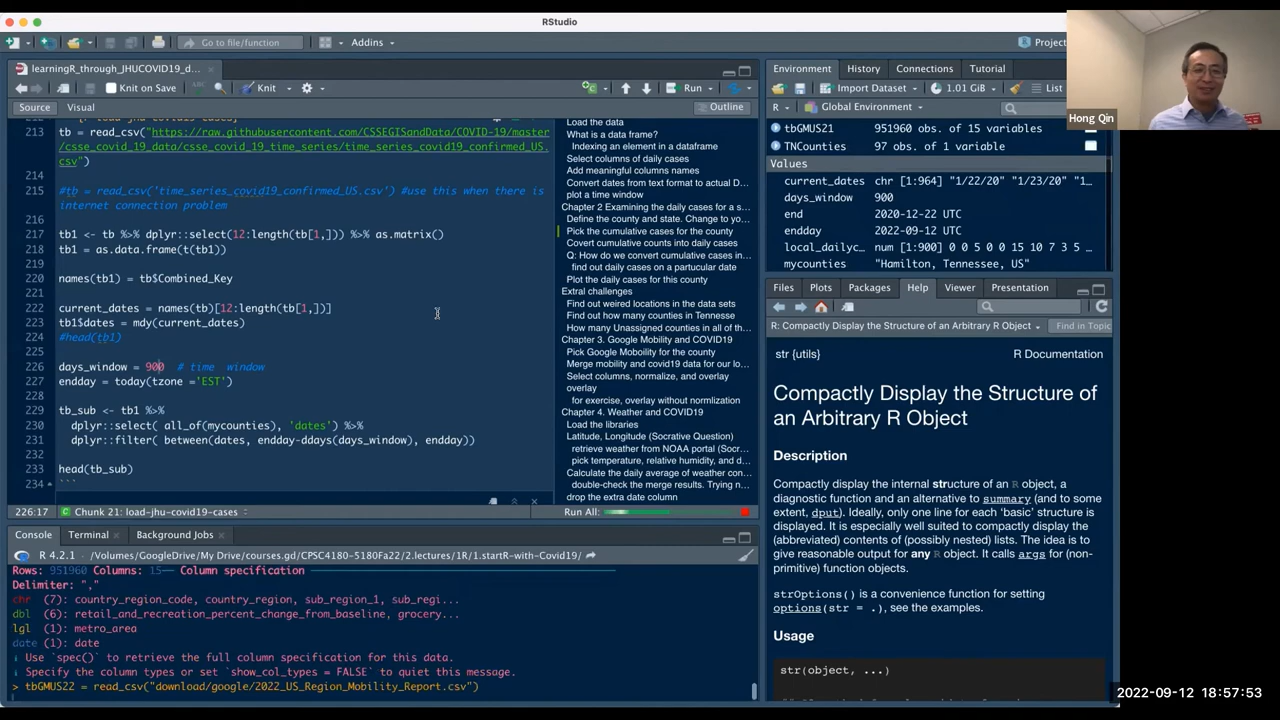 RStudio
Go to file/function
Addins
Project
learningR_through_JHUCOVID19_d...
Knit on Save
Knit
Run
Source
Visual
Outline
213 tb = read_csv("https://raw.githubusercontent.com/CSSEGISandData/COVID-19/master
/csse_covid_19_data/csse_covid_19_time_series/time_series_covid19_confirmed_US.
csv")
214
215 #tb = read_csv('time_series_covid19_confirmed_US.csv') #use this when there is
internet connection problem
216
217 tb1 <- tb %>% dplyr::select(12:length(tb[1,])) %>% as.matrix()
218 tb1 = as.data.frame(t(tb1))
219
220 names(tb1) = tb$Combined_Key
221
222 current_dates = names(tb)[12:length(tb[1,])]
223 tb1$dates = mdy(current_dates)
224 #head(tb1)
225
226 days_window = 900 # time window
227 endday = today(tzone ='EST')
228
229 tb_sub <- tb1 %>%
230 dplyr::select( all_of(mycounties), 'dates') %>%
231 dplyr::filter( between(dates, endday-ddays(days_window), endday))
232
233 head(tb_sub)
234 ```
226:17 Chunk 21: load-jhu-covid19-cases
Run All:
Load the data
What is a data frame?
Indexing an element in a dataframe
Select columns of daily cases
Add meaningful columns names
Convert dates from text format to actual D...
plot a time window
Chapter 2 Examining the daily cases for a s...
Define the county and state. Change to yo...
Pick the cumulative cases for the county
Covert cumulative counts into daily cases
Q: How do we convert cumulative cases in...
find out daily cases on a partucular date
Plot the daily cases for this county
Extral challenges
Find out weired locations in the data sets
Find out how many counties in Tennesse
How many Unassigned counties in all of th...
Chapter 3. Google Mobility and COVID19
Pick Google Moboility for the county
Merge mobility and covid19 data for our lo...
Select columns, normalize, and overlay
overlay
for exercise, overlay without normlization
Chapter 4. Weather and COVID19
Load the libraries
Latitude, Longitude (Socrative Question)
retrieve weather from NOAA portal (Socr...
pick temperature, relative humidity, and d...
Calculate the daily average of weather con...
double-check the merge results. Trying n...
drop the extra date column
Console
Terminal
Background Jobs
R 4.2.1 . /Volumes/GoogleDrive/My Drive/courses.gd/CPSC4180-5180Fa22/2.lectures/1R/1.startR-with-Covid19/
Rows: 951960 Columns: 15── Column specification
Delimiter: ","
chr (7): country_region_code, country_region, sub_region_1, sub_regi...
dbl (6): retail_and_recreation_percent_change_from_baseline, grocery...
lgl (1): metro_area
date (1): date
ℹ Use `spec()` to retrieve the full column specification for this data.
ℹ Specify the column types or set `show_col_types = FALSE` to quiet this message.
> tbGMUS22 = read_csv("download/google/2022_US_Region_Mobility_Report.csv")
Environment
History
Connections
Tutorial
Import Dataset
1.01 GiB
List
R
Global Environment
tbGMUS21 951960 obs. of 15 variables
TNCounties 97 obs. of 1 variable
Values
current_dates chr [1:964] "1/22/20" "1/23/20" "1...
days_window 900
end 2020-12-22 UTC
endday 2022-09-12 UTC
local_dailyc... num [1:900] 0 0 5 0 0 15 10 7 3 5 ...
mycounties "Hamilton, Tennessee, US"
Files
Plots
Packages
Help
Viewer
Presentation
R: Compactly Display the Structure of an Arbitrary R Object
Find in Topic
str {utils}
R Documentation
Compactly Display the Structure of
an Arbitrary R Object
Description
Compactly display the internal structure of an R object, a
diagnostic function and an alternative to summary (and to some
extent, dput). Ideally, only one line for each 'basic' structure is
displayed. It is especially well suited to compactly display the
(abbreviated) contents of (possibly nested) lists. The idea is to
give reasonable output for any R object. It calls args for (non-
primitive) function objects.
strOptions() is a convenience function for setting
options(str = .), see the examples.
Usage
str(object, ...)
Hong Qin
2022-09-12 18:57:53